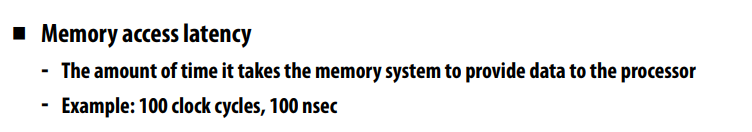 ■ Memory access latency
- The amount of time it takes the memory system to provide data to the processor
- Example: 100 clock cycles, 100 nsec